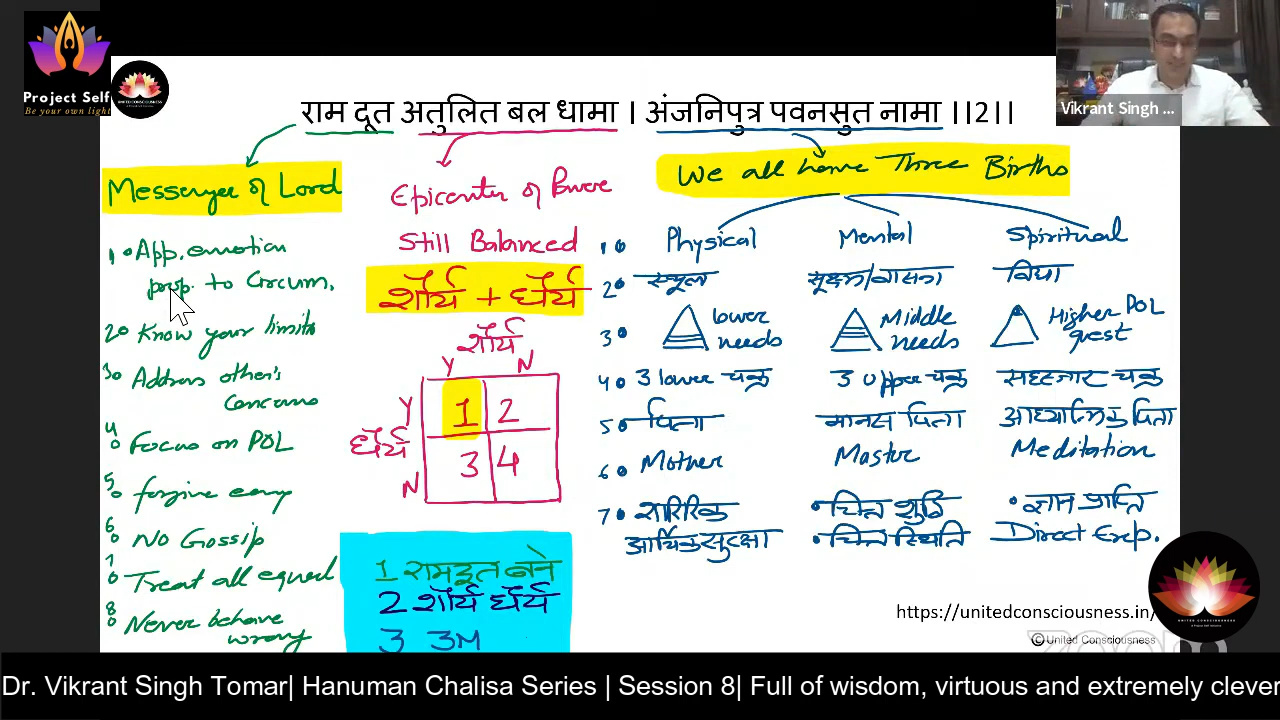 Project Self
Be your own light
UNITED CONSCIOUSNESS
Vikrant Singh ...
राम दूत अतुलित बल धामा । अंजनिपुत्र पवनसुत नामा ।।2।।
Messenger of Lord
1 App. emotion
prop. to Circum.
2 Know your limits
3 Address other's
Concerns
4 Focus on POL
5 forgive easy
6 No Gossip
7 Treat all equal
8 Never behave
wrong
Epicenter of Power
Still Balanced
शौर्य + धैर्य
शौर्य
Y N
Y 1 2
धैर्य
N 3 4
1 रामदूत बने
2 शौर्य धैर्य
3 3M
We all have Three Births
1 Physical Mental Spiritual
2 स्थूल सूक्ष्म/वासना विद्या
3 lower needs Middle needs Higher POL quest
4 3 lower चक्र 3 Upper चक्र सहस्त्रार चक्र
5 पिता मानस पिता आध्यात्मिक पिता
6 Mother Master Meditation
7 शारिरिक • चित्त शुद्धि • ज्ञान प्राप्ति
आर्थिक सुरक्षा • चित्त स्थिति Direct Exp.
https://unitedconsciousness.in/
© United Consciousness
zoom
UNITED CONSCIOUSNESS
Dr. Vikrant Singh Tomar| Hanuman Chalisa Series | Session 8| Full of wisdom, virtuous and extremely clever